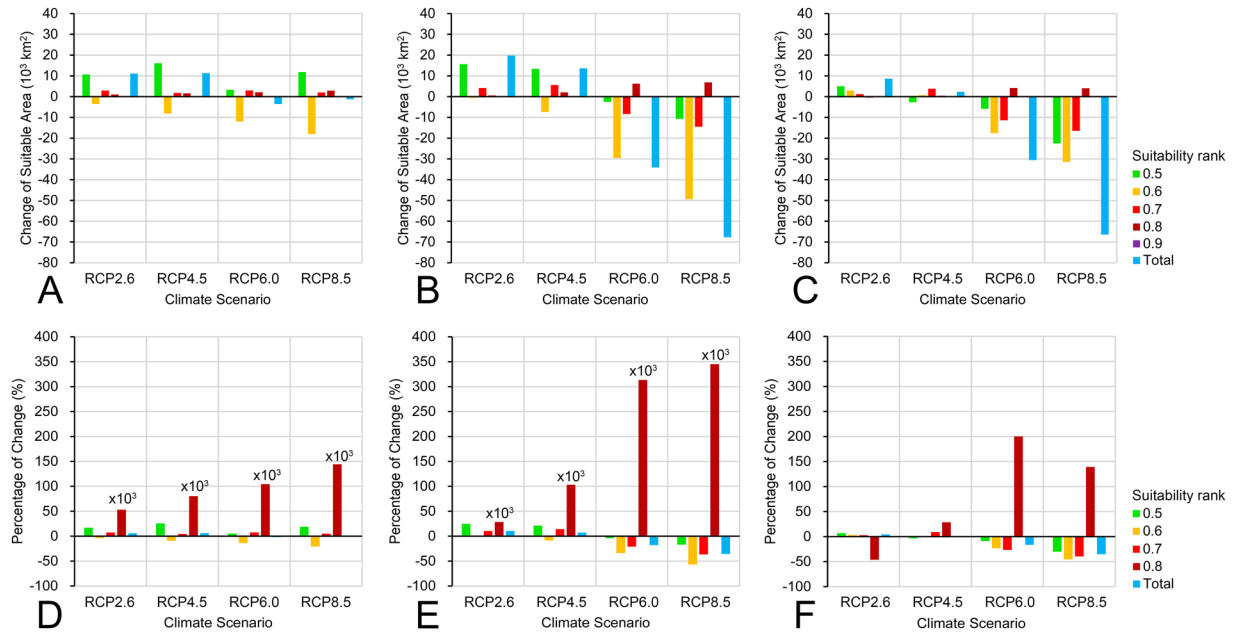 40 40 40
30 30 30
20 20 20
10 10 10
0 0 0
-10 -10 -10
-20 -20 -20
-30 -30 -30
-40 -40 -40
-50 -50 -50
-60 -60 -60
-70 -70 -70
-80 -80 -80
Change of Suitable Area (10³ km²)
Change of Suitable Area (10³ km²)
Change of Suitable Area (10³ km²)
RCP2.6 RCP4.5 RCP6.0 RCP8.5
RCP2.6 RCP4.5 RCP6.0 RCP8.5
RCP2.6 RCP4.5 RCP6.0 RCP8.5
A
Climate Scenario
B
Climate Scenario
C
Climate Scenario
Suitability rank
0.5
0.6
0.7
0.8
0.9
Total
400 400 400
350 350 350
300 300 300
250 250 250
200 200 200
150 150 150
100 100 100
50 50 50
0 0 0
-50 -50 -50
-100 -100 -100
Percentage of Change (%)
Percentage of Change (%)
Percentage of Change (%)
x10³ x10³ x10³ x10³
x10³ x10³ x10³ x10³
RCP2.6 RCP4.5 RCP6.0 RCP8.5
RCP2.6 RCP4.5 RCP6.0 RCP8.5
RCP2.6 RCP4.5 RCP6.0 RCP8.5
D
Climate Scenario
E
Climate Scenario
F
Climate Scenario
Suitability rank
0.5
0.6
0.7
0.8
Total